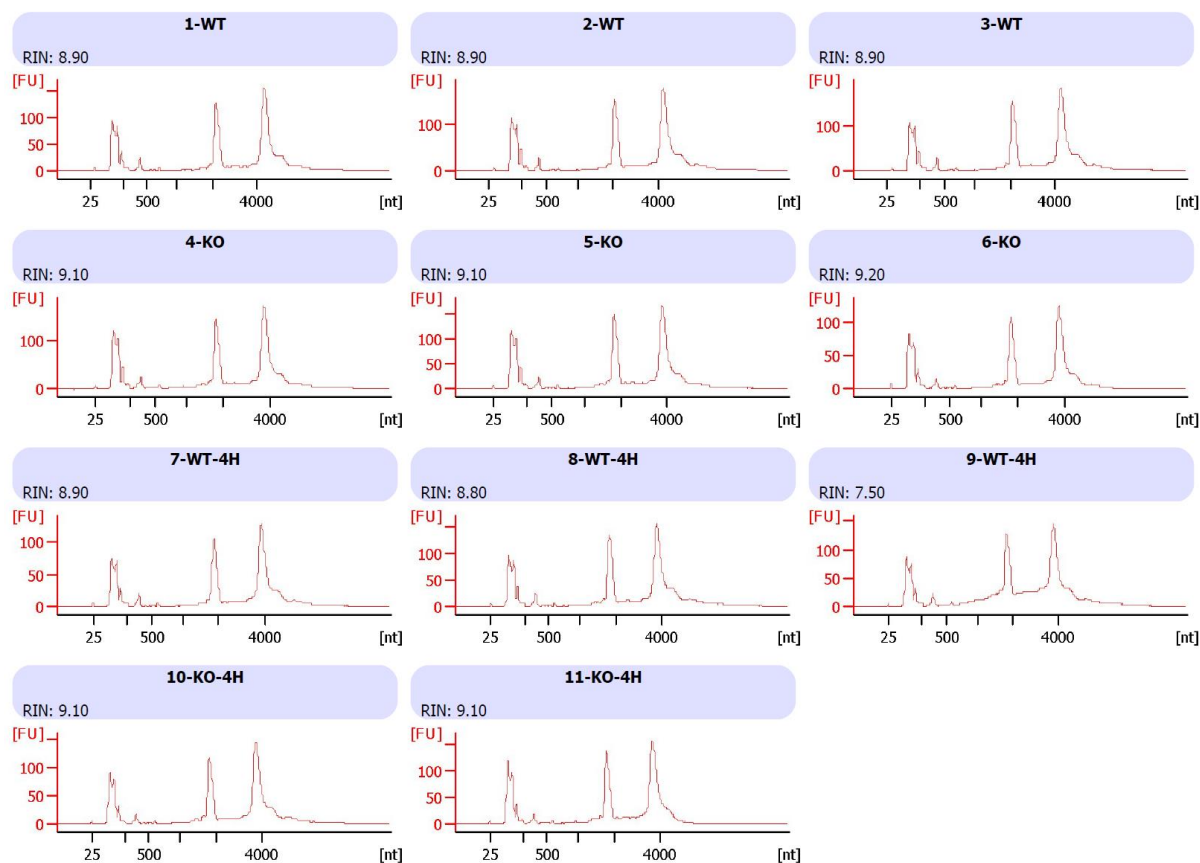 1-WT
RIN: 8.90
[FU]
100
50
0
25 500 4000 [nt]
2-WT
RIN: 8.90
[FU]
100
0
25 500 4000 [nt]
3-WT
RIN: 8.90
[FU]
100
0
25 500 4000 [nt]
4-KO
RIN: 9.10
[FU]
100
0
25 500 4000 [nt]
5-KO
RIN: 9.10
[FU]
100
50
0
25 500 4000 [nt]
6-KO
RIN: 9.20
[FU]
100
50
0
25 500 4000 [nt]
7-WT-4H
RIN: 8.90
[FU]
100
50
0
25 500 4000 [nt]
8-WT-4H
RIN: 8.80
[FU]
100
50
0
25 500 4000 [nt]
9-WT-4H
RIN: 7.50
[FU]
100
50
0
25 500 4000 [nt]
10-KO-4H
RIN: 9.10
[FU]
100
50
0
25 500 4000 [nt]
11-KO-4H
RIN: 9.10
[FU]
100
50
0
25 500 4000 [nt]